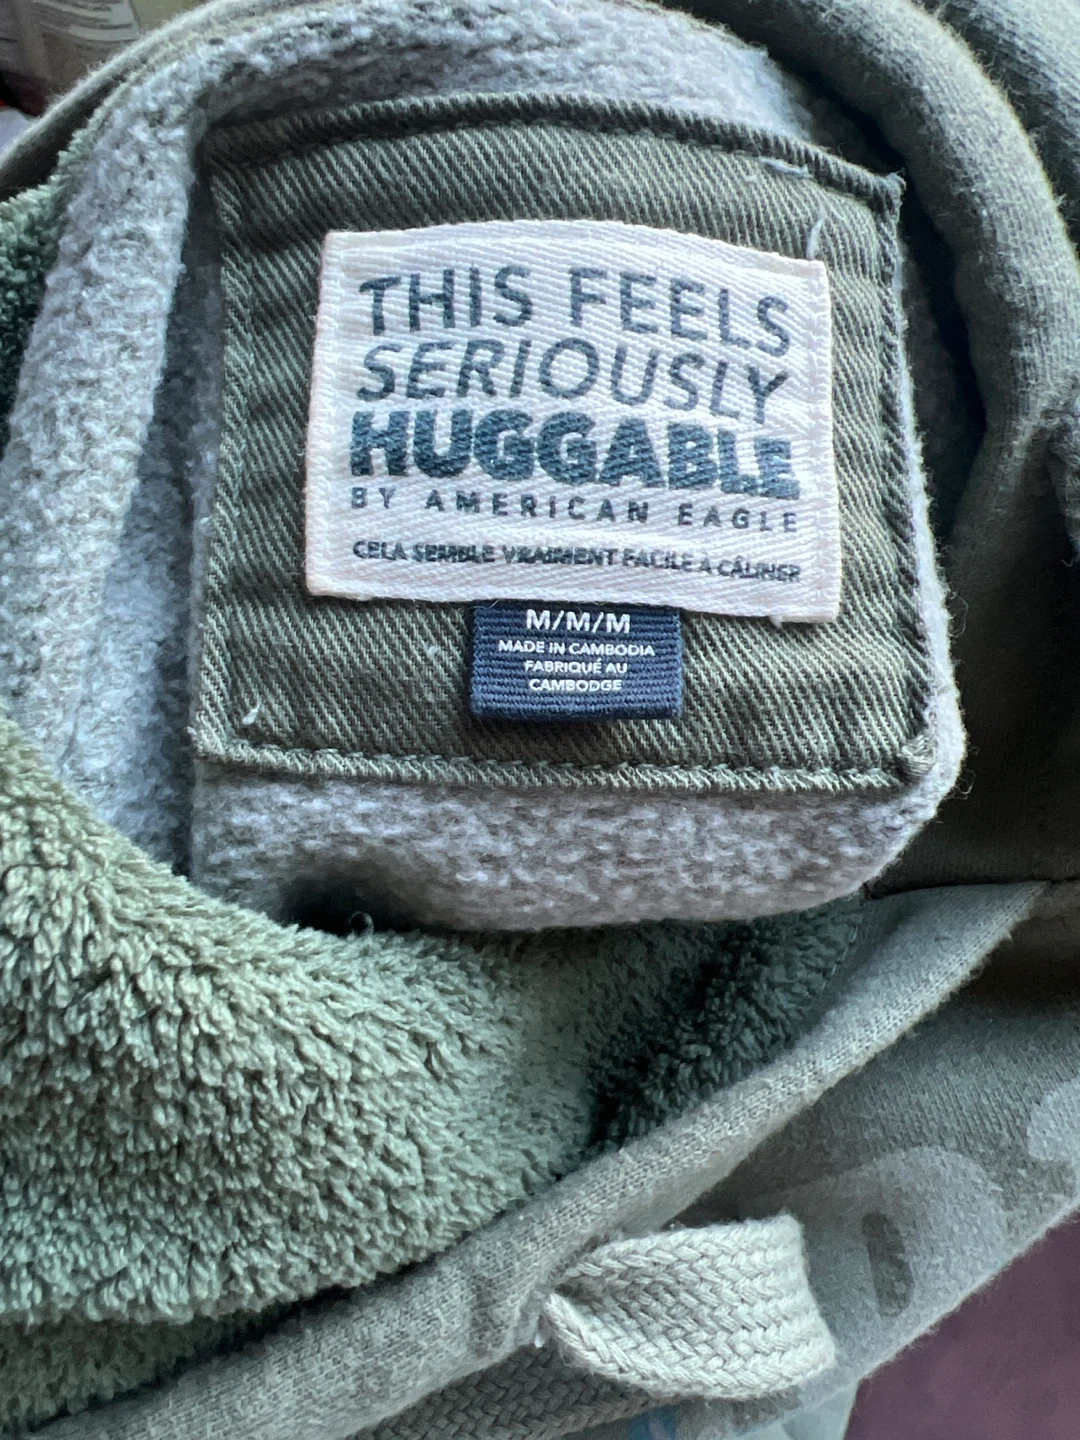 THIS FEELS
SERIOUSLY
HUGGABLE
BY AMERICAN EAGLE
CELA SEMBLE VRAIMENT FACILE À CÂLINER
M/M/M
MADE IN CAMBODIA
FABRIQUÉ AU
CAMBODGE